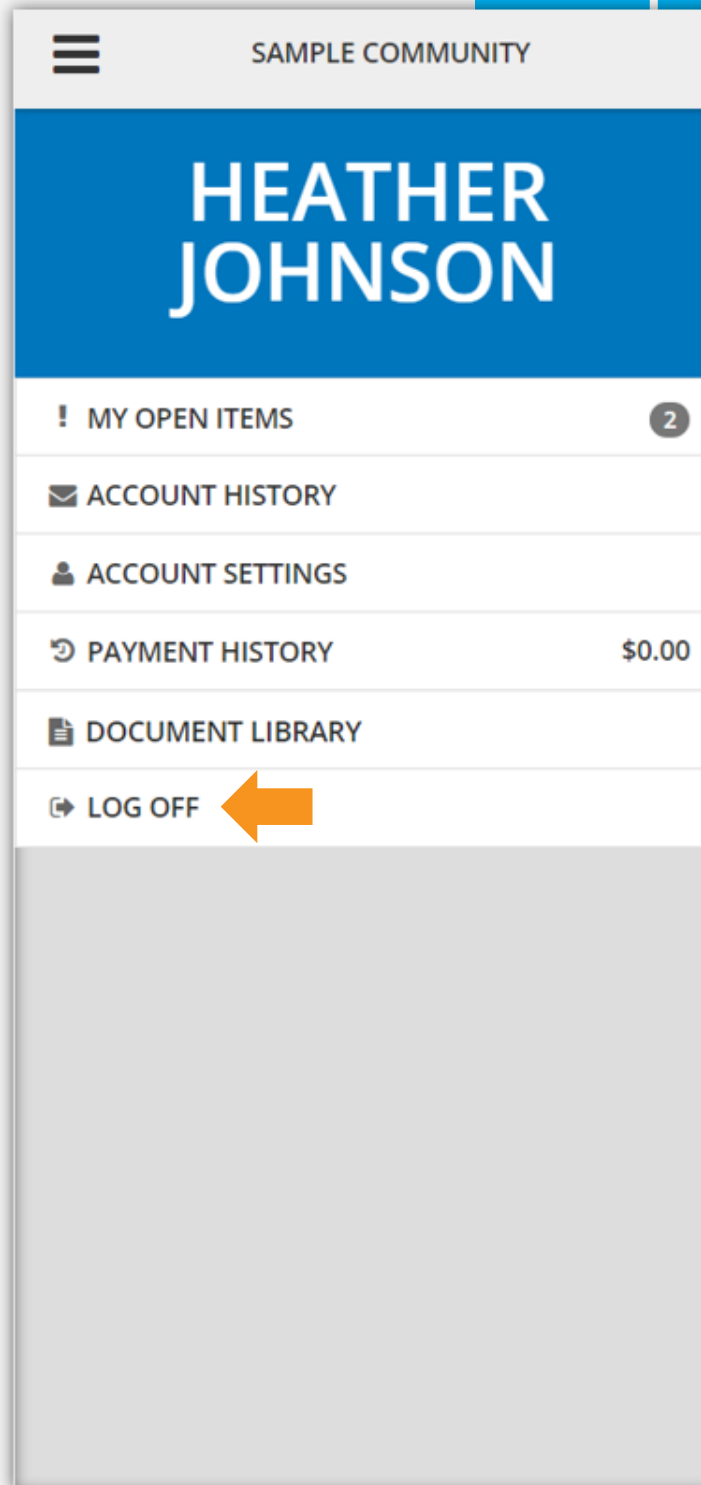 SAMPLE COMMUNITY
HEATHER
JOHNSON
MY OPEN ITEMS 2
ACCOUNT HISTORY
ACCOUNT SETTINGS
PAYMENT HISTORY $0.00
DOCUMENT LIBRARY
LOG OFF